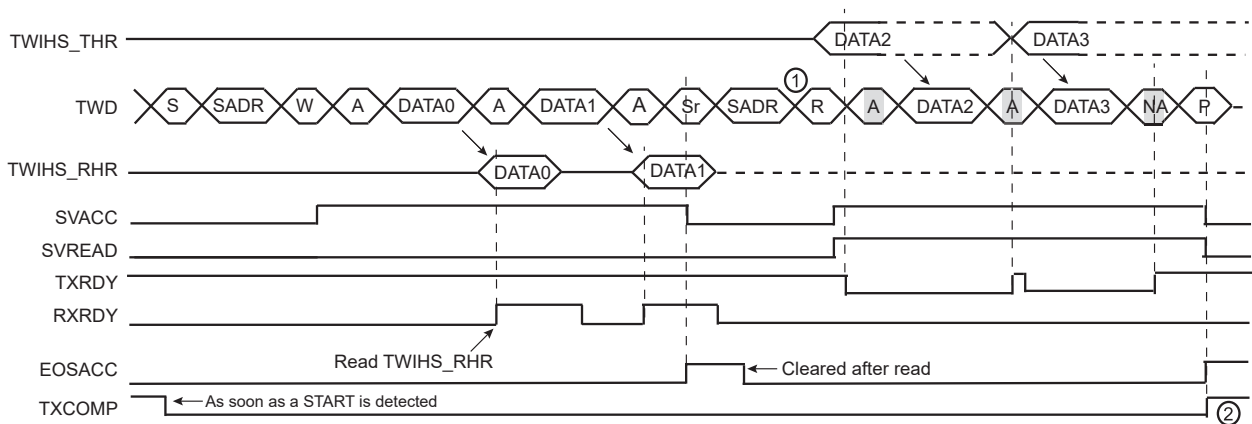 TWIHS_THR DATA2 DATA3
①
TWD S SADR W A DATA0 A DATA1 A Sr SADR R A DATA2 A DATA3 NA P
TWIHS_RHR DATA0 DATA1
SVACC
SVREAD
TXRDY
RXRDY
Read TWIHS_RHR
EOSACC Cleared after read
TXCOMP As soon as a START is detected ②